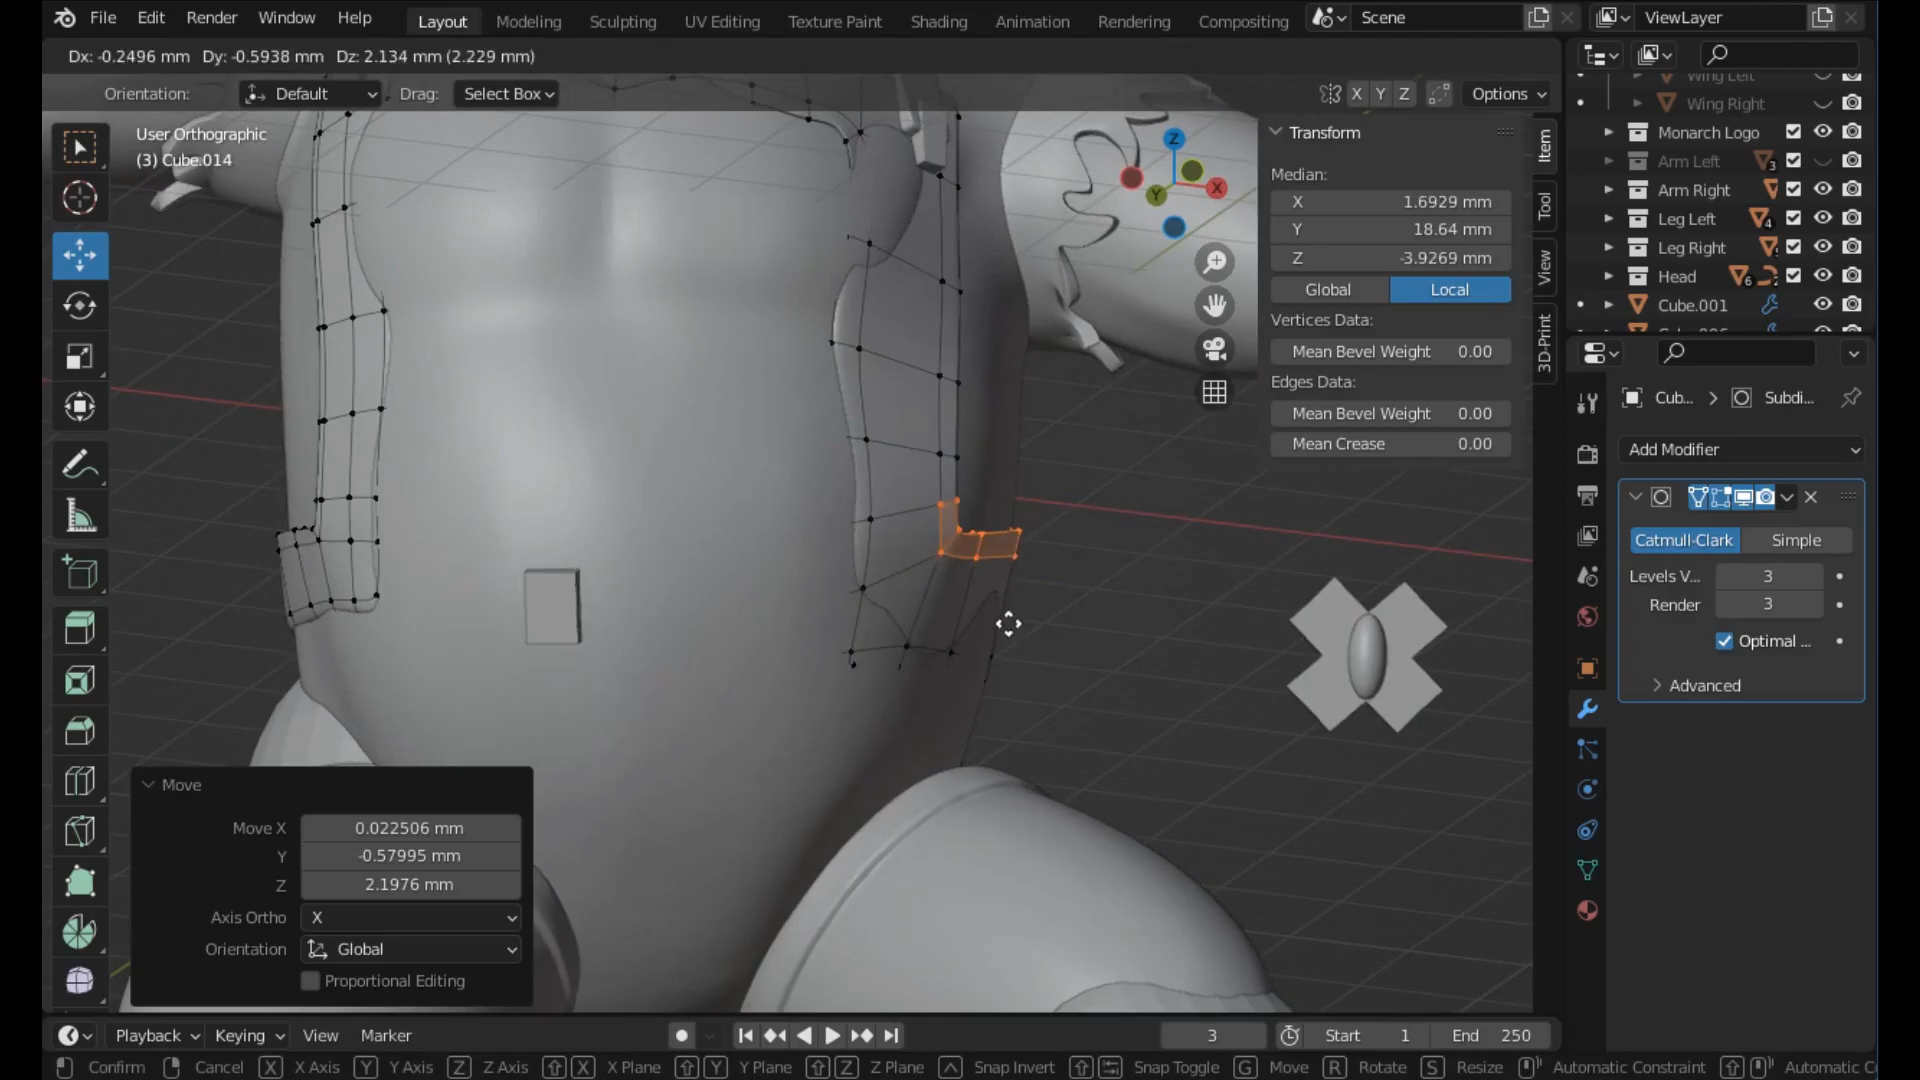 File Edit Render Window Help
Layout Modeling Sculpting UV Editing Texture Paint Shading Animation Rendering Compositing
Scene
ViewLayer
Dx: -0.2496 mm Dy: -0.5938 mm Dz: 2.134 mm (2.229 mm)
Orientation: Default Drag: Select Box
X Y Z Options
User Orthographic
(3) Cube.014
Z
X
Y
Transform
Median:
X 1.6929 mm
Y 18.64 mm
Z -3.9269 mm
Global Local
Vertices Data:
Mean Bevel Weight 0.00
Edges Data:
Mean Bevel Weight 0.00
Mean Crease 0.00
Item
Tool
View
3D-Print
Wing Left
Wing Right
Monarch Logo
Arm Left 3
Arm Right
Leg Left 4
Leg Right
Head 6 2
Cube.001
Cub... Subdi...
Add Modifier
Catmull-Clark Simple
Levels V... 3
Render 3
Optimal ...
Advanced
Move
Move X 0.022506 mm
Y -0.57995 mm
Z 2.1976 mm
Axis Ortho X
Orientation Global
Proportional Editing
Playback Keying View Marker
3 Start 1 End 250
Confirm Cancel X X Axis Y Y Axis Z Z Axis X X Plane Y Y Plane Z Z Plane Snap Invert Snap Toggle G Move R Rotate S Resize Automatic Constraint Automatic C